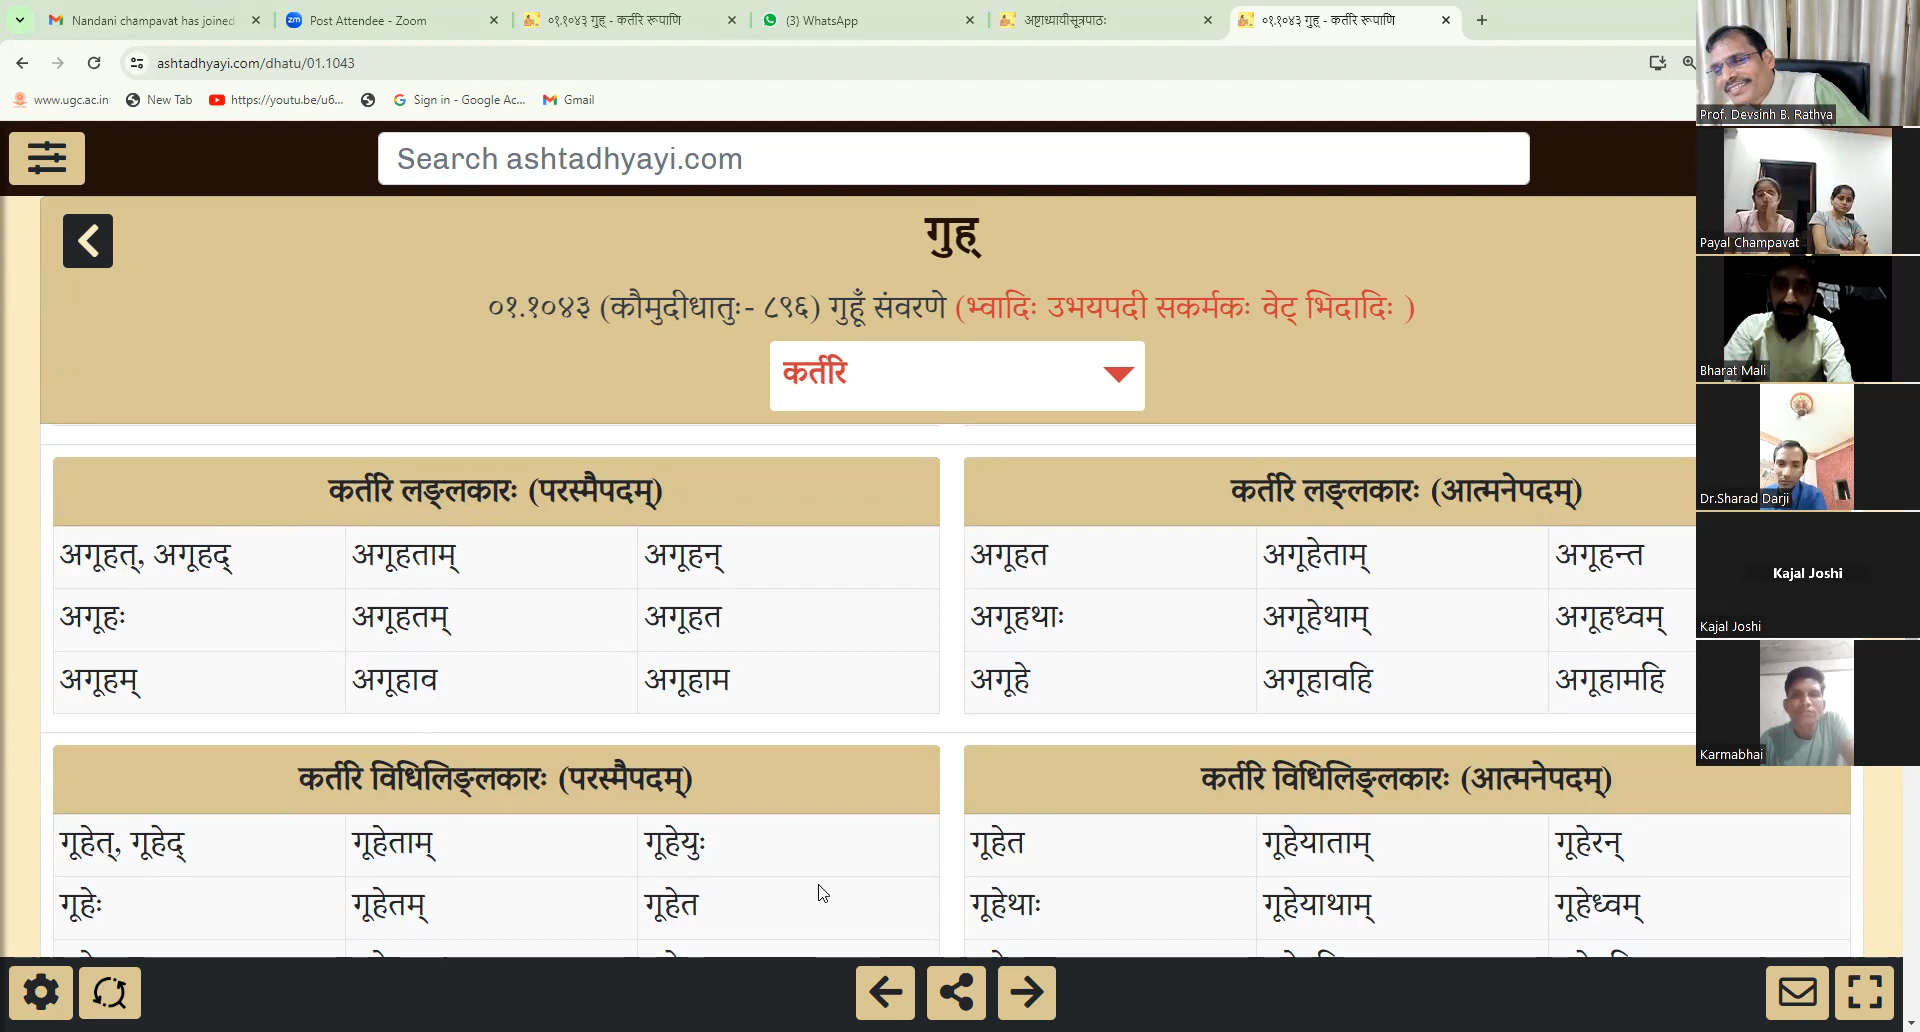 Nandani champavat has joined
Post Attendee - Zoom
०१.१०४३ गुह् - कर्तरि रूपाणि
(3) WhatsApp
अष्टाध्यायीसूत्रपाठः
०१.१०४३ गुह् - कर्तरि रूपाणि
ashtadhyayi.com/dhatu/01.1043
www.ugc.ac.in
New Tab
https://youtu.be/u6...
Sign in - Google Ac...
Gmail
Search ashtadhyayi.com
गुह्
०१.१०४३ (कौमुदीधातुः- ८९६) गुहूँ संवरणे (भ्वादिः उभयपदी सकर्मकः वेट् भिदादिः )
कर्तरि
कर्तरि लङ्लकारः (परस्मैपदम्)
अगूहत्, अगूहद् अगूहताम् अगूहन्
अगूहः अगूहतम् अगूहत
अगूहम् अगूहाव अगूहाम
कर्तरि लङ्लकारः (आत्मनेपदम्)
अगूहत अगूहेताम् अगूहन्त
अगूहथाः अगूहेथाम् अगूहध्वम्
अगूहे अगूहावहि अगूहामहि
कर्तरि विधिलिङ्लकारः (परस्मैपदम्)
गूहेत्, गूहेद् गूहेताम् गूहेयुः
गूहेः गूहेतम् गूहेत
कर्तरि विधिलिङ्लकारः (आत्मनेपदम्)
गूहेत गूहेयाताम् गूहेरन्
गूहेथाः गूहेयाथाम् गूहेध्वम्
Prof. Devsinh B. Rathva
Payal Champavat
Bharat Mali
Dr.Sharad Darji
Kajal Joshi
Kajal Joshi
Karmabhai